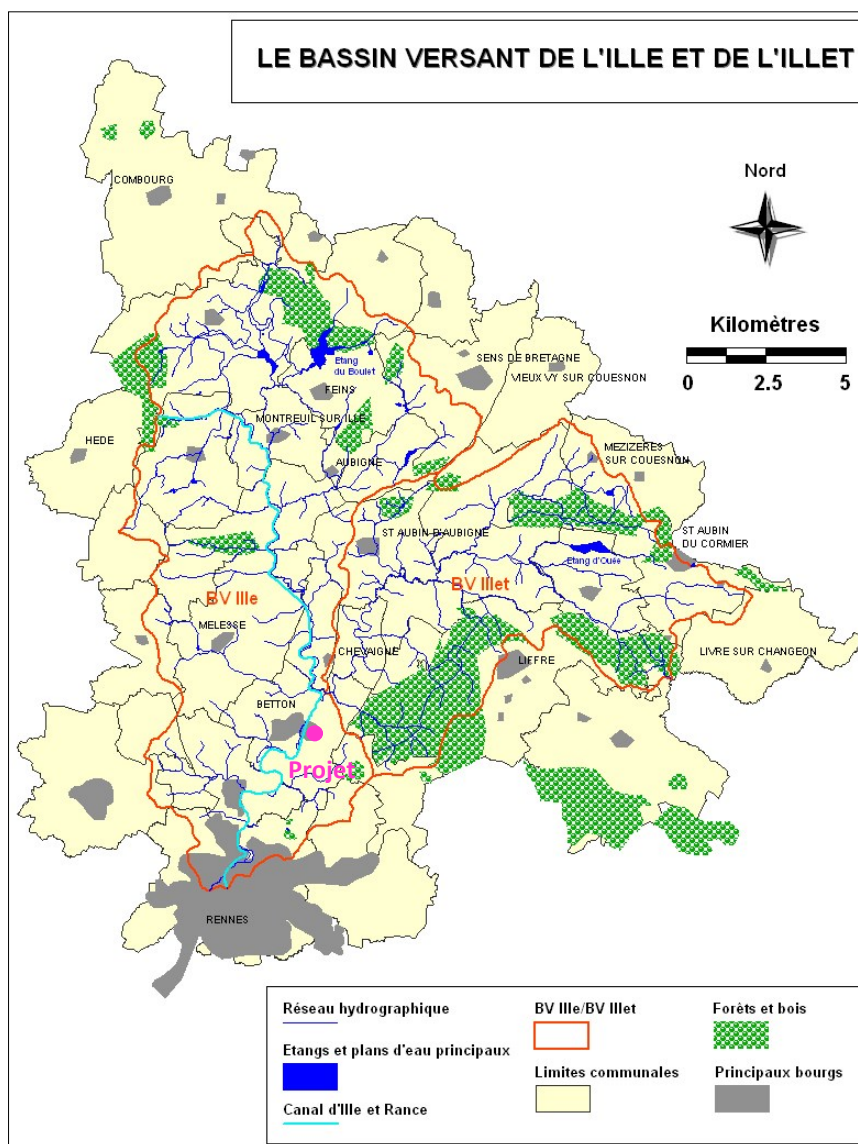 LE BASSIN VERSANT DE L'ILLE ET DE L'ILLET
Nord
Kilomètres
0 2.5 5
COMBOURG
Etang
du Boulet
SENS DE BRETAGNE
VIEUX VY SUR COUESNON
FEINS
HEDE
MONTREUIL SUR ILLE
MEZIZERES
SUR COUESNON
AUBIGNE
ST AUBIN D'AUBIGNE
ST AUBIN
DU CORMIER
Etang d'Ouée
BV Ille
BV Illet
MELESSE
CHEVAIGNE
LIFFRE
LIVRE SUR CHANGEON
BETTON
Projet
RENNES
Réseau hydrographique
Etangs et plans d'eau principaux
Canal d'Ille et Rance
BV Ille/BV Illet
Limites communales
Forêts et bois
Principaux bourgs